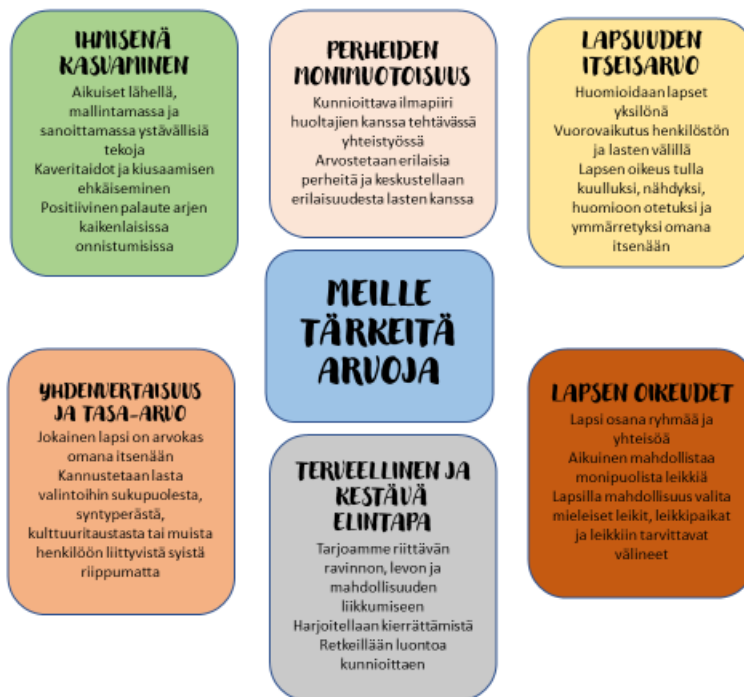 IHMISENÄ
KASVAMINEN
Aikuiset lähellä,
mallintamassa ja
sanoittamassa ystävällisiä
tekoja
Kaveritaidot ja kiusaamisen
ehkäiseminen
Positiivinen palaute arjen
kaikenlaisissa
onnistumisissa
PERHEIDEN
MONIMUOTOISUUS
Kunnioittava ilmapiiri
huoltajien kanssa tehtävässä
yhteistyössä
Arvostetaan erilaisia
perheitä ja keskustellaan
erilaisuudesta lasten kanssa
LAPSUUDEN
ITSEISARVO
Huomioidaan lapset
yksilönä
Vuorovaikutus henkilöstön
ja lasten välillä
Lapsen oikeus tulla
kuulluksi, nähdyksi,
huomioon otetuksi ja
ymmärretyksi omana
itsenään
MEILLE
TÄRKEITÄ
ARVOJA
YHDENVERTAISUUS
JA TASA-ARVO
Jokainen lapsi on arvokas
omana itsenään
Kannustetaan lasta
valintoihin sukupuolesta,
syntyperästä,
kulttuuritaustasta tai muista
henkilöön liittyvistä syistä
riippumatta
TERVEELLINEN JA
KESTÄVÄ
ELINTAPA
Tarjoamme riittävän
ravinnon, levon ja
mahdollisuuden
liikkumiseen
Harjoitellaan kierrättämistä
Retkeillään luontoa
kunnioittaen
LAPSEN OIKEUDET
Lapsi osana ryhmää ja
yhteisöä
Aikuinen mahdollistaa
monipuolista leikkiä
Lapsilla mahdollisuus valita
mieleiset leikit, leikkipaikat
ja leikkiin tarvittavat
välineet